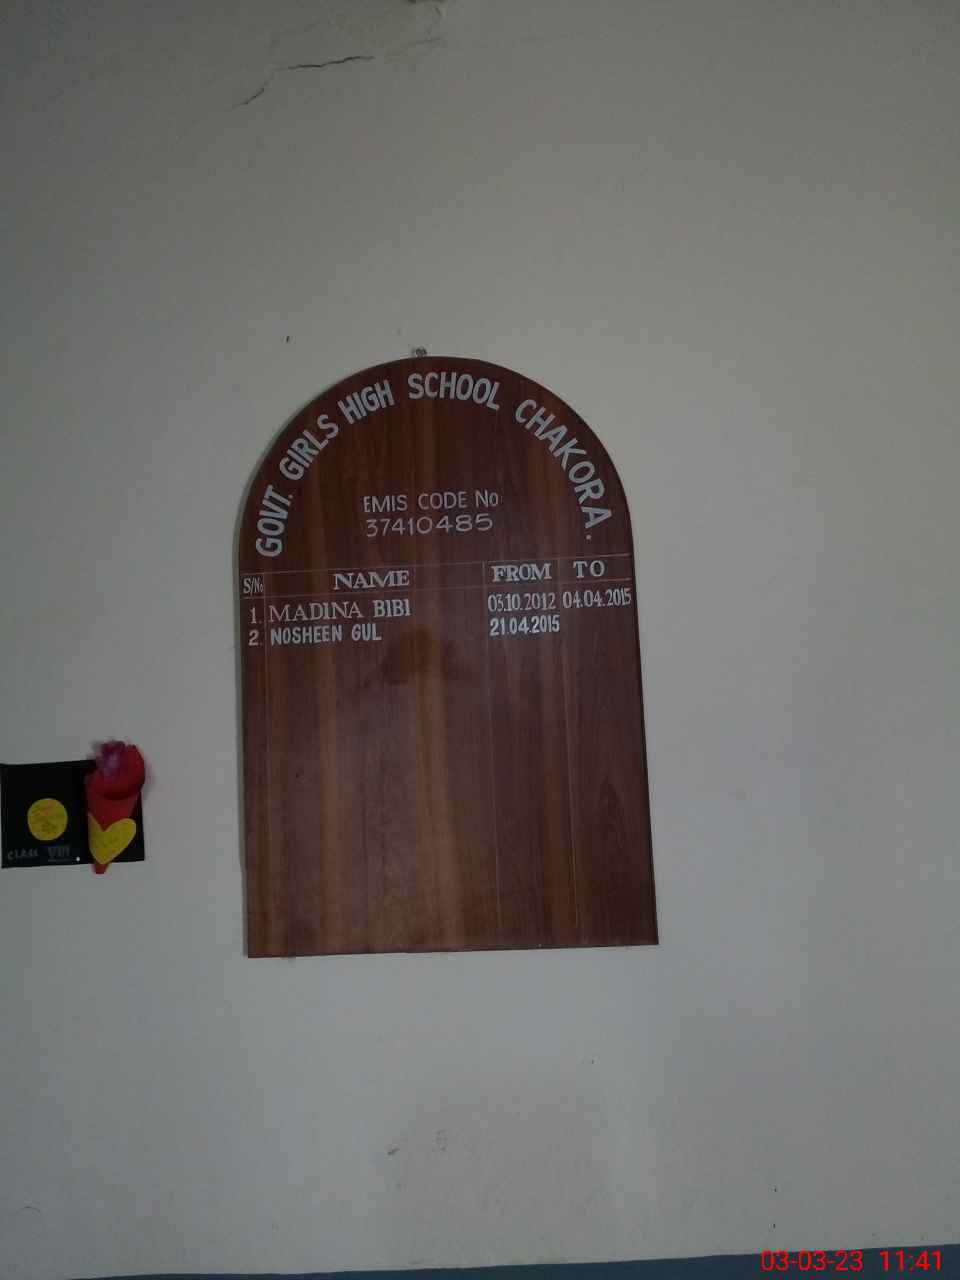 GOVT. GIRLS HIGH SCHOOL CHAKORA.
EMIS CODE No
37410485
S/No NAME FROM TO
1. MADINA BIBI 03.10.2012 04.04.2015
2. NOSHEEN GUL 21.04.2015
CLASS VIII
03-03-23 11:41